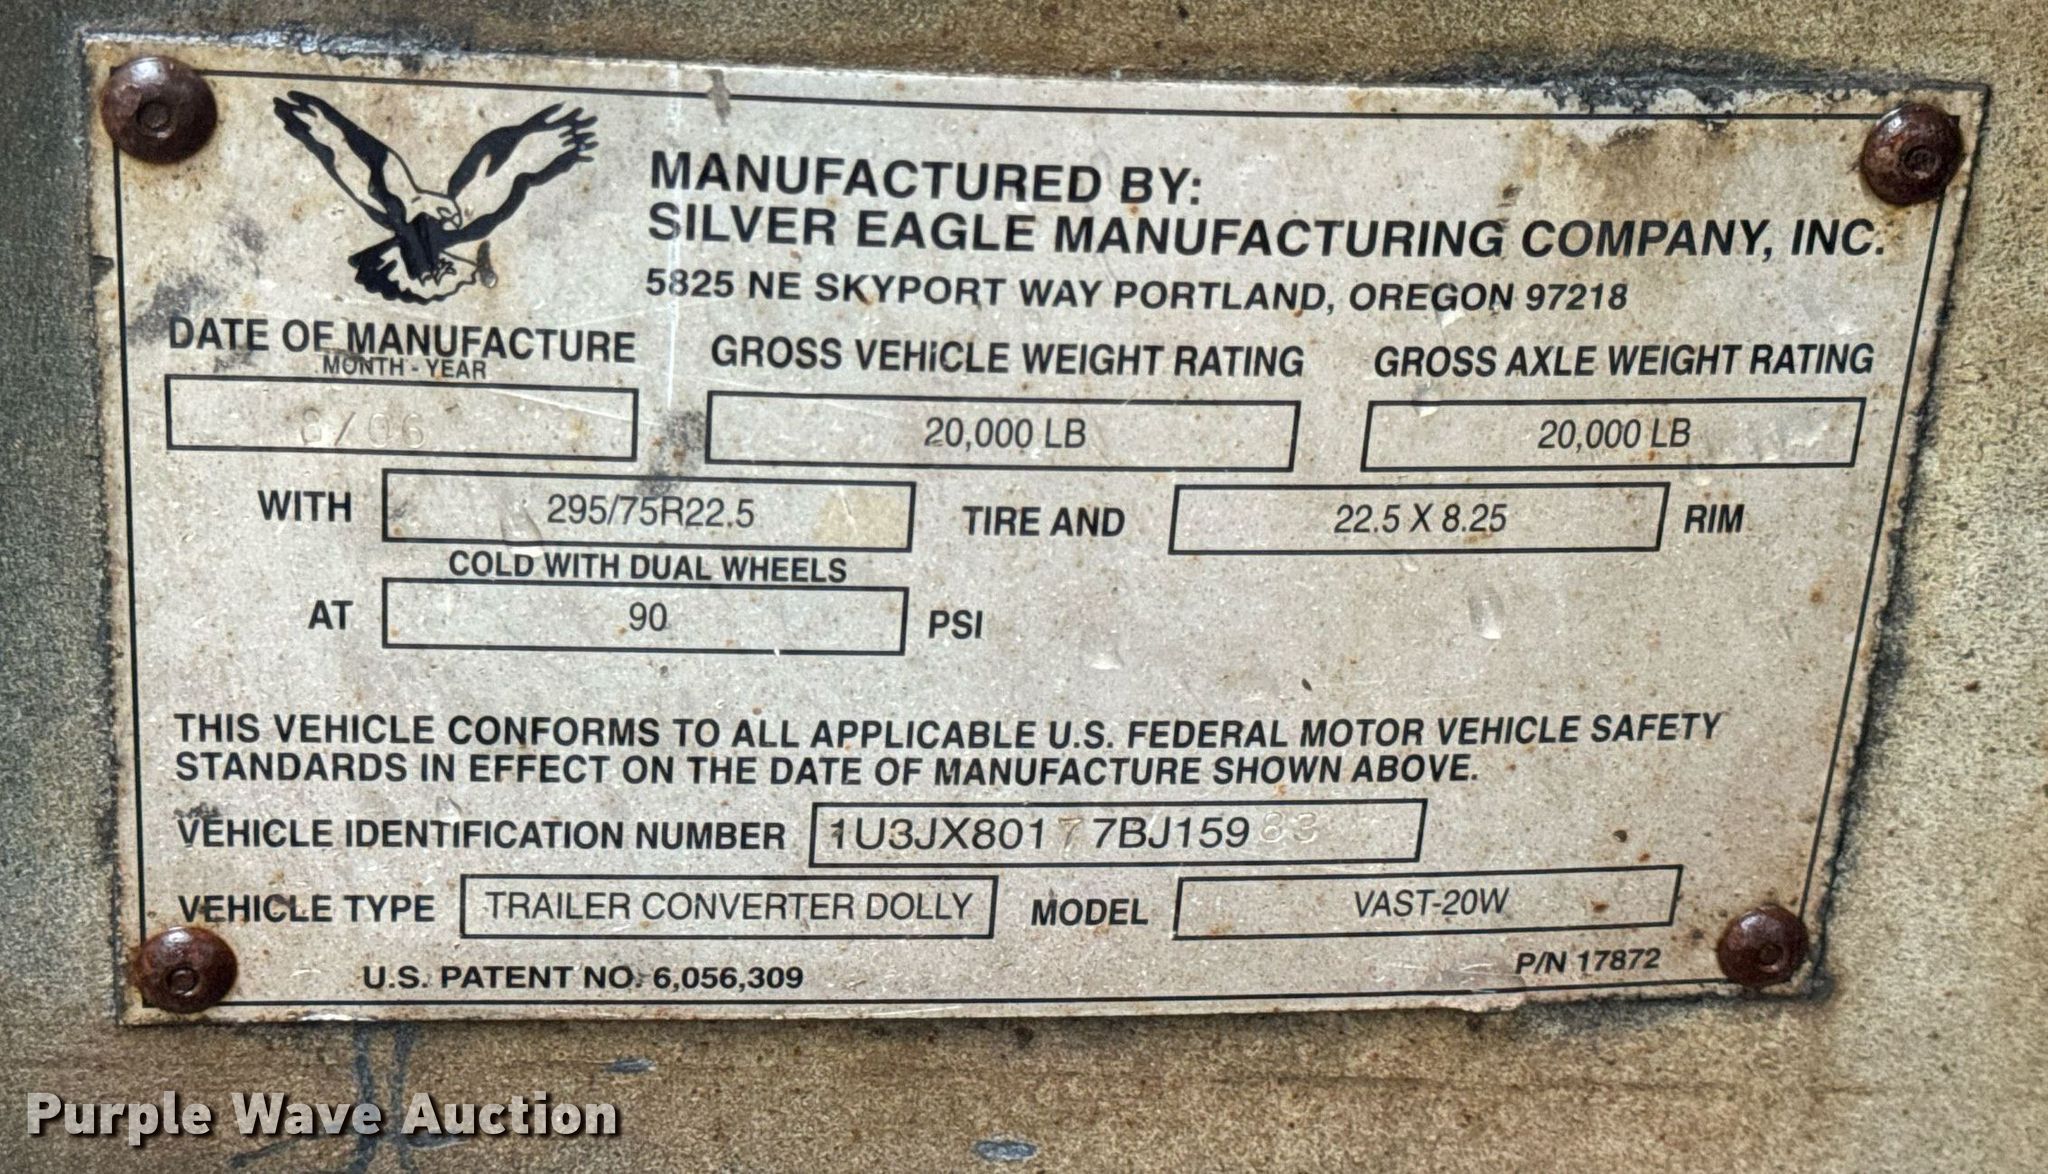 MANUFACTURED BY:
SILVER EAGLE MANUFACTURING COMPANY, INC.
5825 NE SKYPORT WAY PORTLAND, OREGON 97218
DATE OF MANUFACTURE GROSS VEHICLE WEIGHT RATING GROSS AXLE WEIGHT RATING
MONTH - YEAR
8/06 20,000 LB 20,000 LB
WITH 295/75R22.5 TIRE AND 22.5 X 8.25 RIM
COLD WITH DUAL WHEELS
AT 90 PSI
THIS VEHICLE CONFORMS TO ALL APPLICABLE U.S. FEDERAL MOTOR VEHICLE SAFETY
STANDARDS IN EFFECT ON THE DATE OF MANUFACTURE SHOWN ABOVE.
VEHICLE IDENTIFICATION NUMBER 1U3JX80177BJ15983
VEHICLE TYPE TRAILER CONVERTER DOLLY MODEL VAST-20W
U.S. PATENT NO. 6,056,309 P/N 17872
Purple Wave Auction